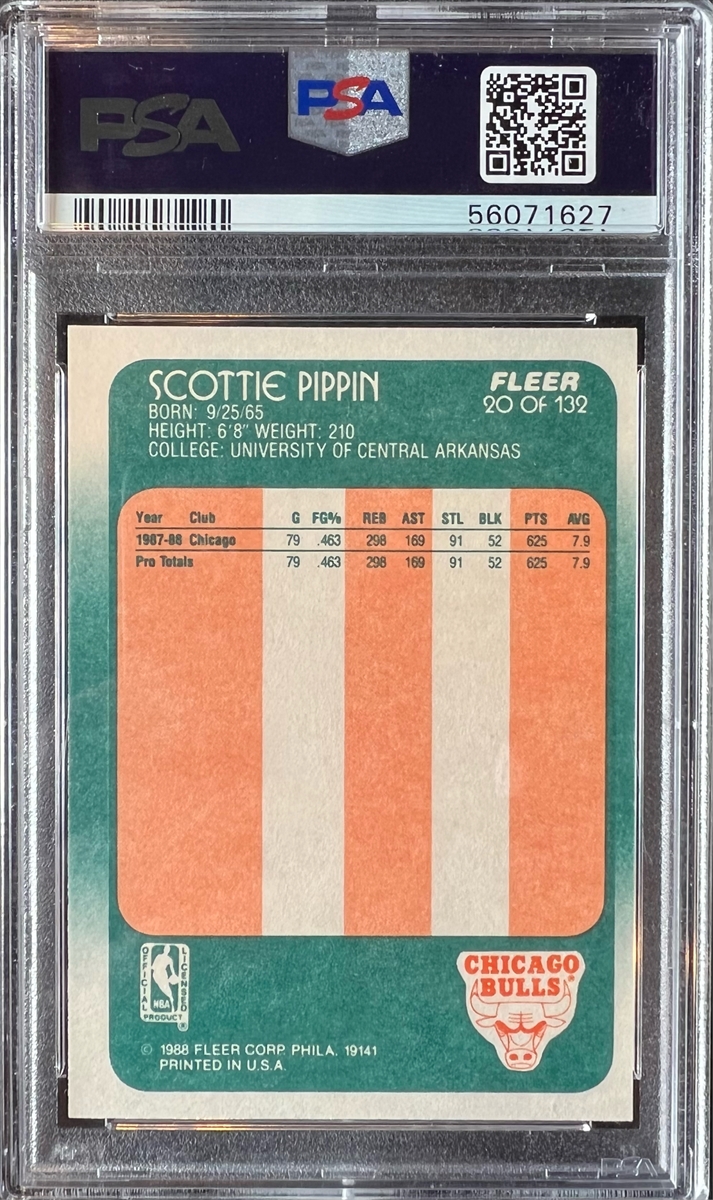 PSA PSA
56071627
SCOTTIE PIPPIN FLEER
BORN: 9/25/65 20 OF 132
HEIGHT: 6'8" WEIGHT: 210
COLLEGE: UNIVERSITY OF CENTRAL ARKANSAS
Year Club G FG% REB AST STL BLK PTS AVG
1987-88 Chicago 79 .463 298 169 91 52 625 7.9
Pro Totals 79 .463 298 169 91 52 625 7.9
OFFICIAL LICENSED
NBA
PRODUCT ®
CHICAGO
BULLS ®
© 1988 FLEER CORP. PHILA. 19141
PRINTED IN U.S.A.
PSA